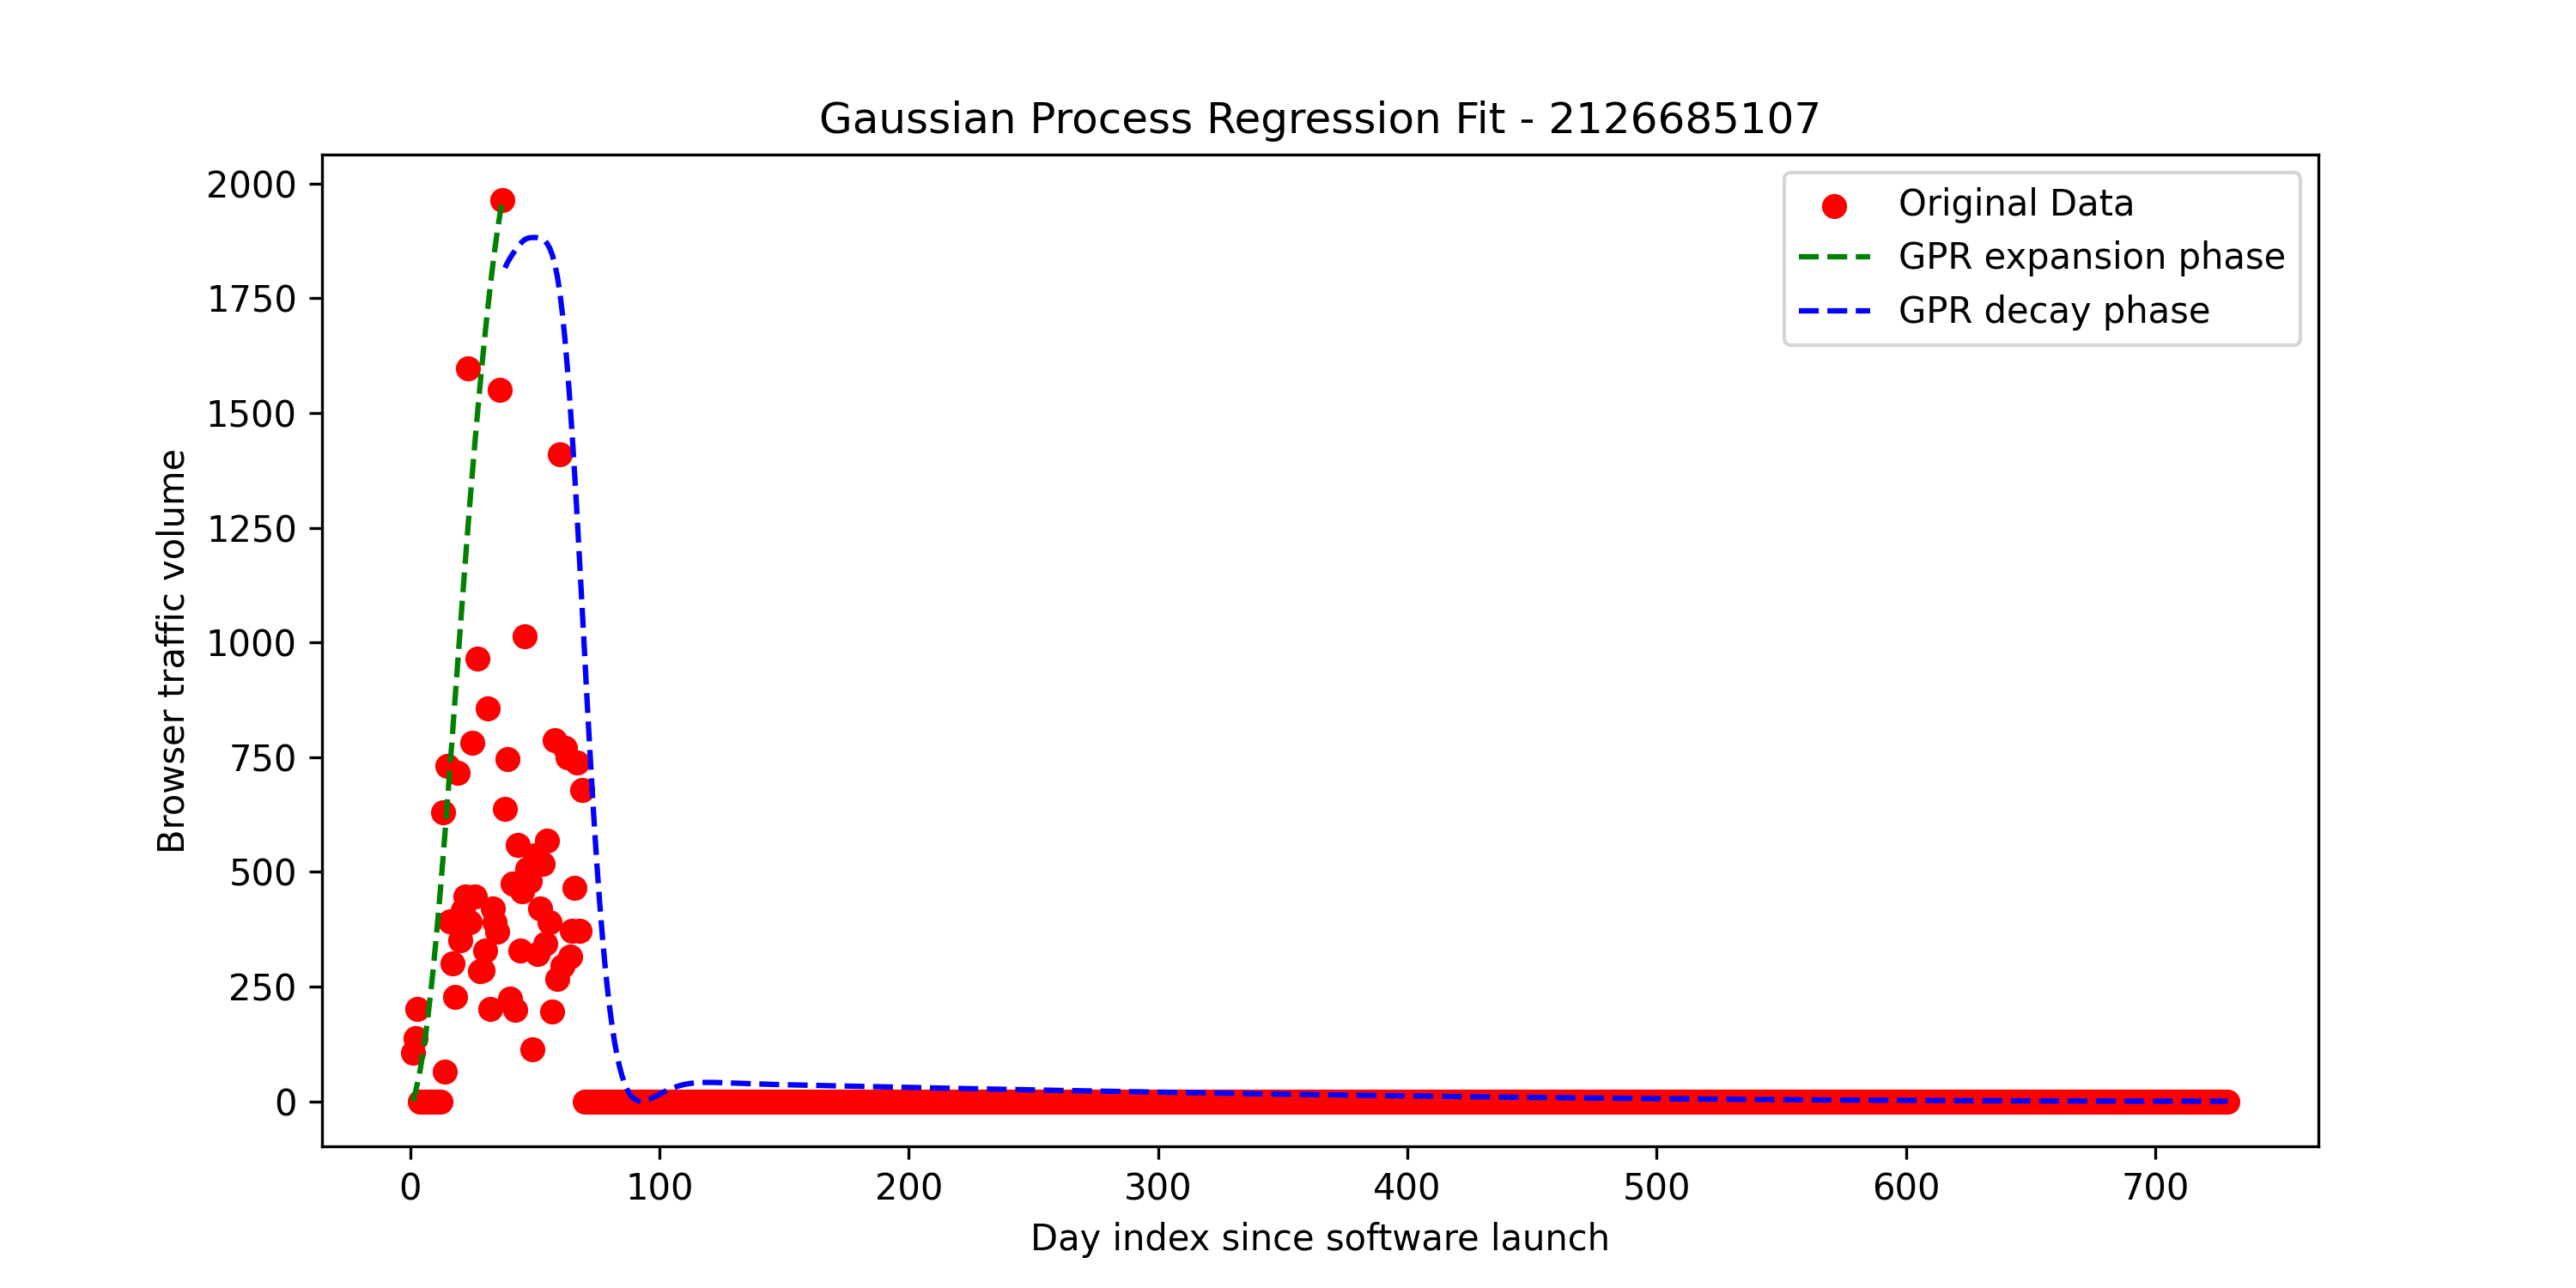 Gaussian Process Regression Fit - 2126685107
Original Data
GPR expansion phase
GPR decay phase
Browser traffic volume
2000
1750
1500
1250
1000
750
500
250
0
0 100 200 300 400 500 600 700
Day index since software launch